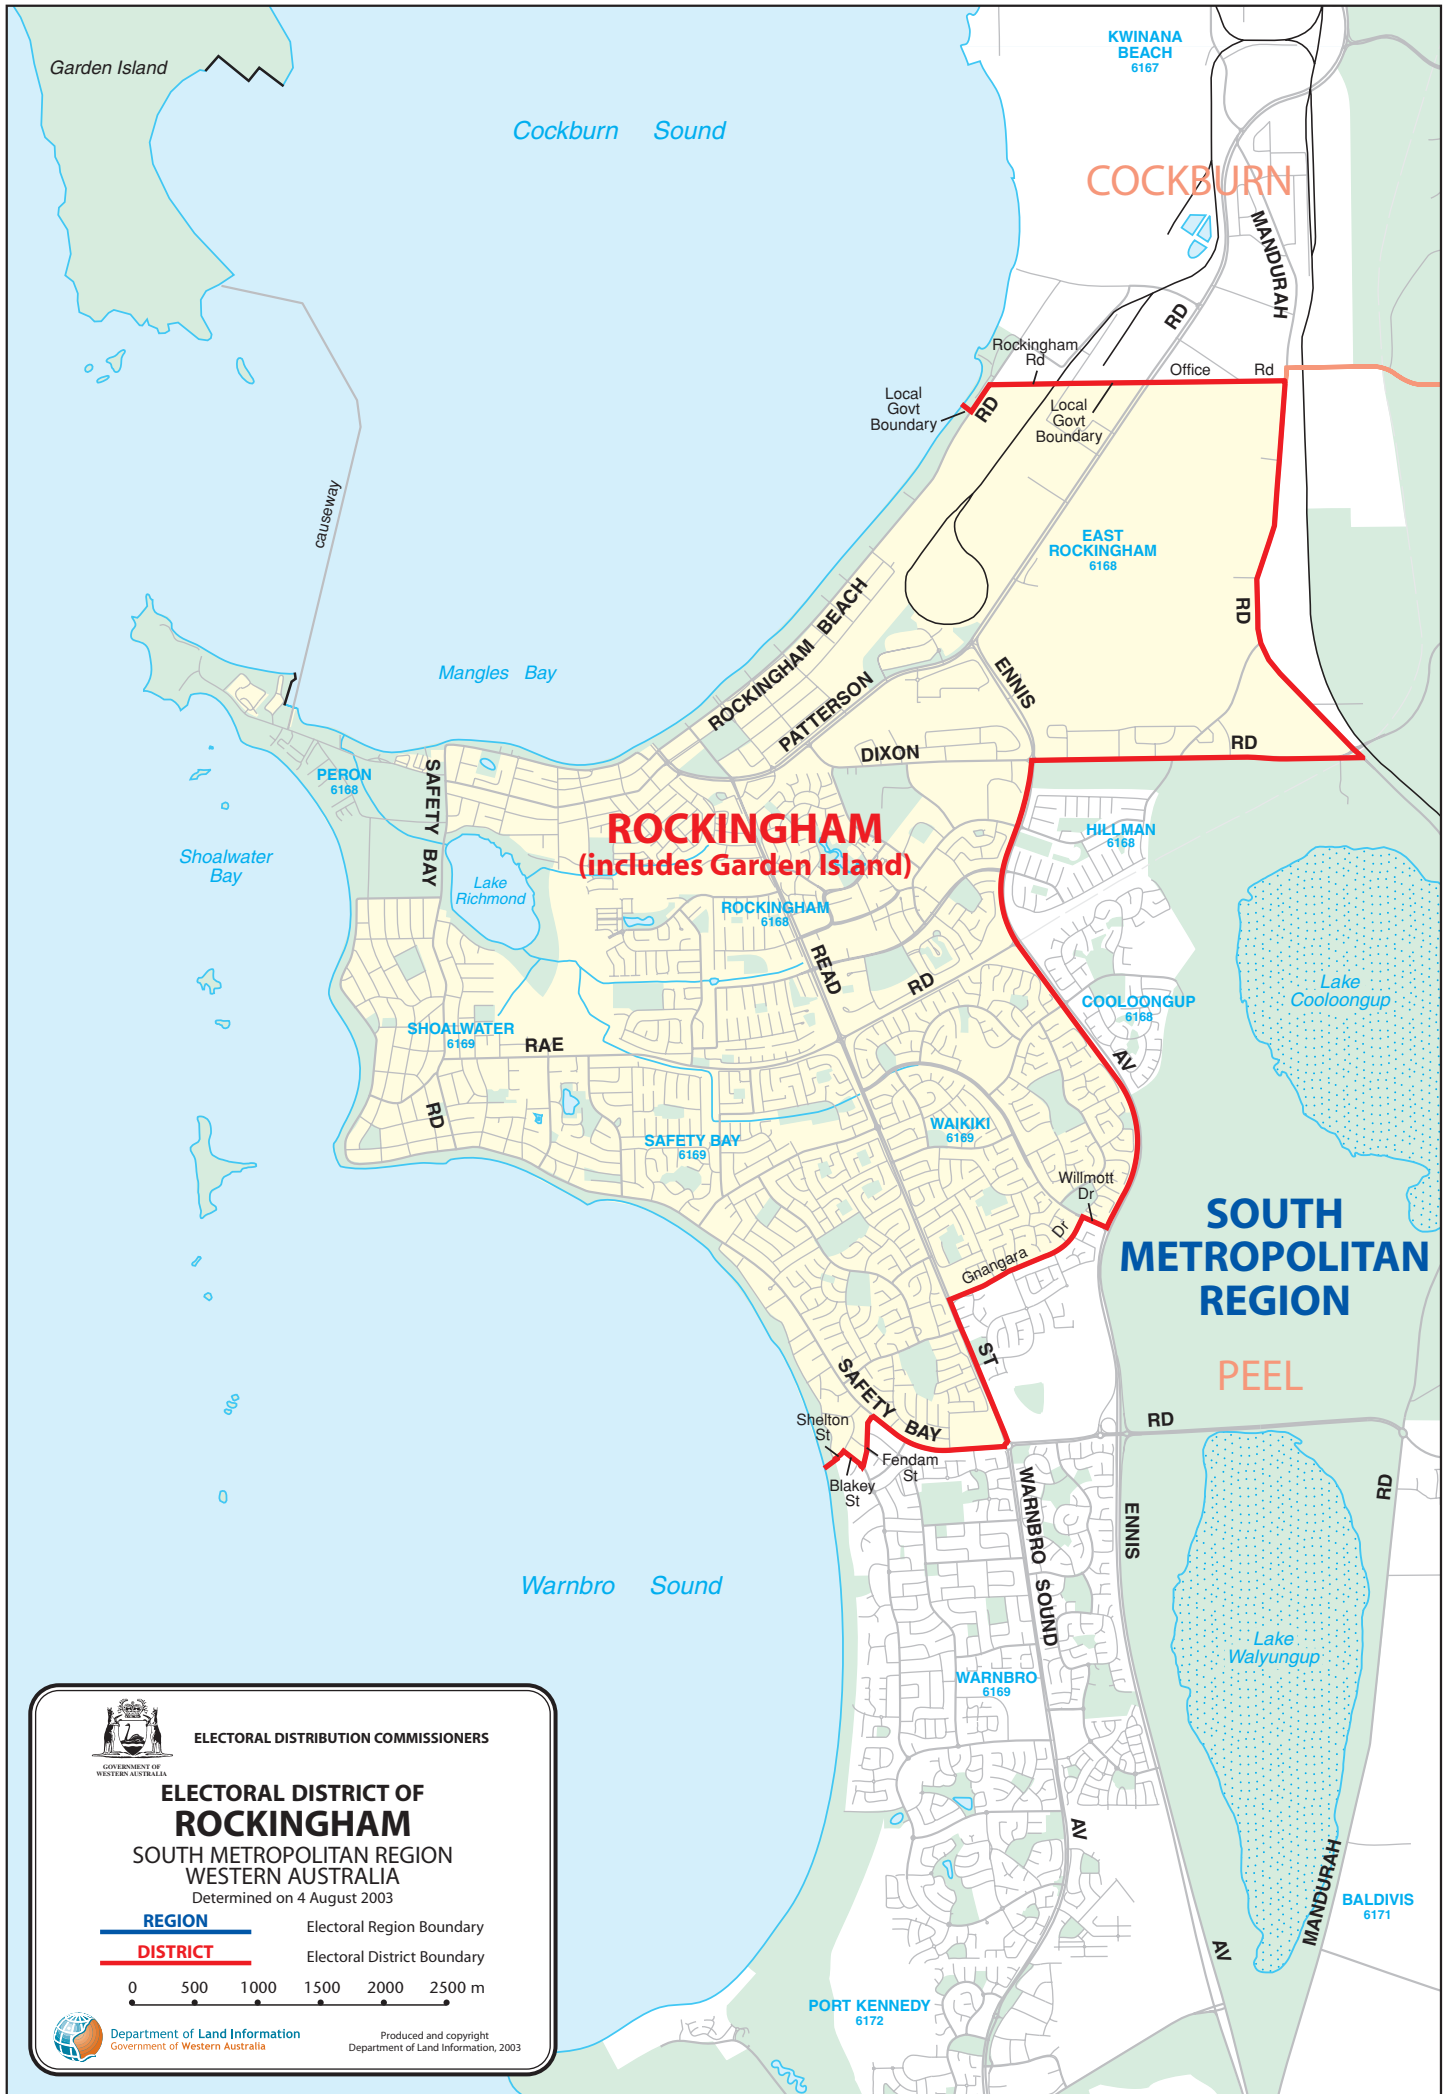 Garden Island
Cockburn Sound
KWINANA
BEACH
6167
COCKBURN
MANDURAH
RD
Rockingham
Rd
Office Rd
Local
Govt
Boundary
RD
Local
Govt
Boundary
causeway
EAST
ROCKINGHAM
6168
RD
ROCKINGHAM BEACH
Mangles Bay
PATTERSON
ENNIS
DIXON
RD
PERON
6168
SAFETY BAY
ROCKINGHAM
(includes Garden Island)
HILLMAN
6168
Shoalwater
Bay
Lake
Richmond
ROCKINGHAM
6168
READ
RD
Lake
Cooloongup
COOLOONGUP
6168
SHOALWATER
6169
RAE
AV
RD
SAFETY BAY
6169
WAIKIKI
6169
Willmott
Dr
Gnangara Dr
SOUTH
METROPOLITAN
REGION
PEEL
ST
SAFETY BAY
RD
Shelton
St
Fendam
St
Blakey
St
WARNBRO SOUND
ENNIS
RD
Warnbro Sound
Lake
Walyungup
WARNBRO
6169
AV
MANDURAH
BALDIVIS
6171
AV
PORT KENNEDY
6172
GOVERNMENT OF
WESTERN AUSTRALIA
ELECTORAL DISTRIBUTION COMMISSIONERS
ELECTORAL DISTRICT OF
ROCKINGHAM
SOUTH METROPOLITAN REGION
WESTERN AUSTRALIA
Determined on 4 August 2003
REGION Electoral Region Boundary
DISTRICT Electoral District Boundary
0 500 1000 1500 2000 2500 m
Department of Land Information
Government of Western Australia
Produced and copyright
Department of Land Information, 2003